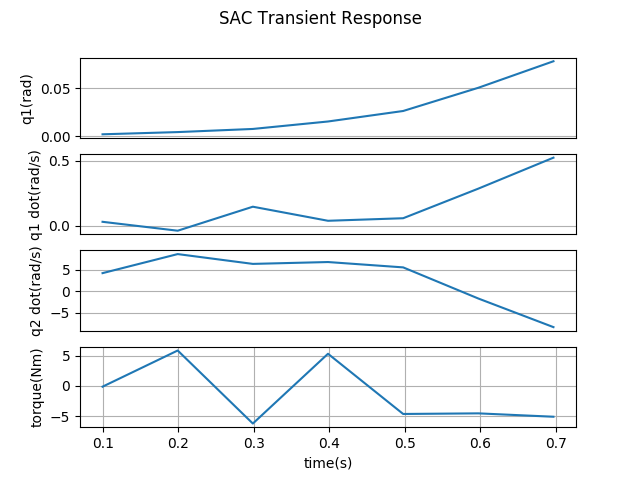 SAC Transient Response
q1(rad)
0.05
0.00
q1 dot(rad/s)
0.5
0.0
q2 dot(rad/s)
5
0
−5
torque(Nm)
5
0
−5
0.1 0.2 0.3 0.4 0.5 0.6 0.7
time(s)